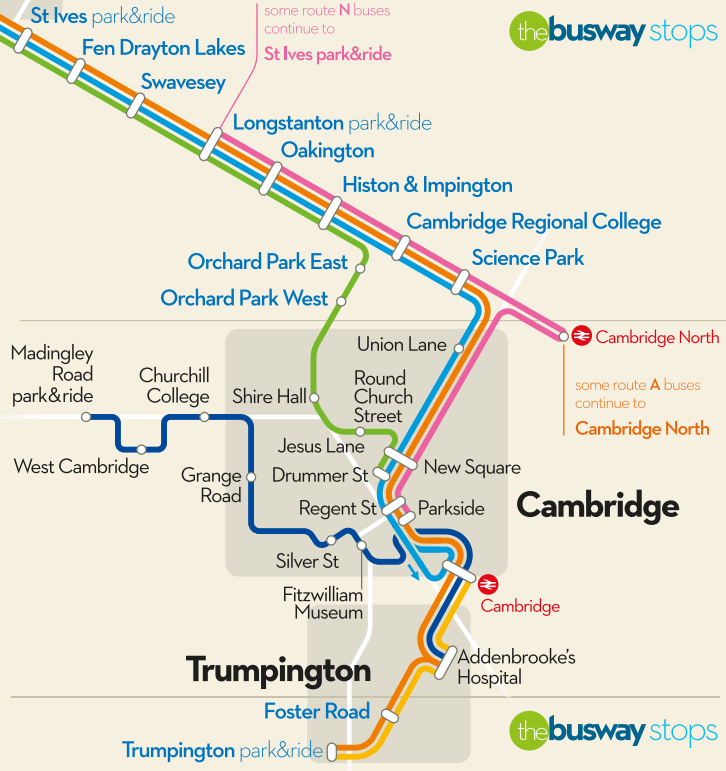 St Ives park&ride
some route N buses
continue to
St Ives park&ride
thebusway stops
Fen Drayton Lakes
Swavesey
Longstanton park&ride
Oakington
Histon & Impington
Cambridge Regional College
Science Park
Orchard Park East
Orchard Park West
Cambridge North
Union Lane
Madingley
Road
park&ride
Churchill
College
Shire Hall
Round
Church
Street
some route A buses
continue to
Cambridge North
Jesus Lane
West Cambridge
Grange
Road
Drummer St
New Square
Regent St
Parkside
Cambridge
Silver St
Fitzwilliam
Museum
Cambridge
Trumpington
Addenbrooke's
Hospital
Foster Road
Trumpington park&ride
thebusway stops